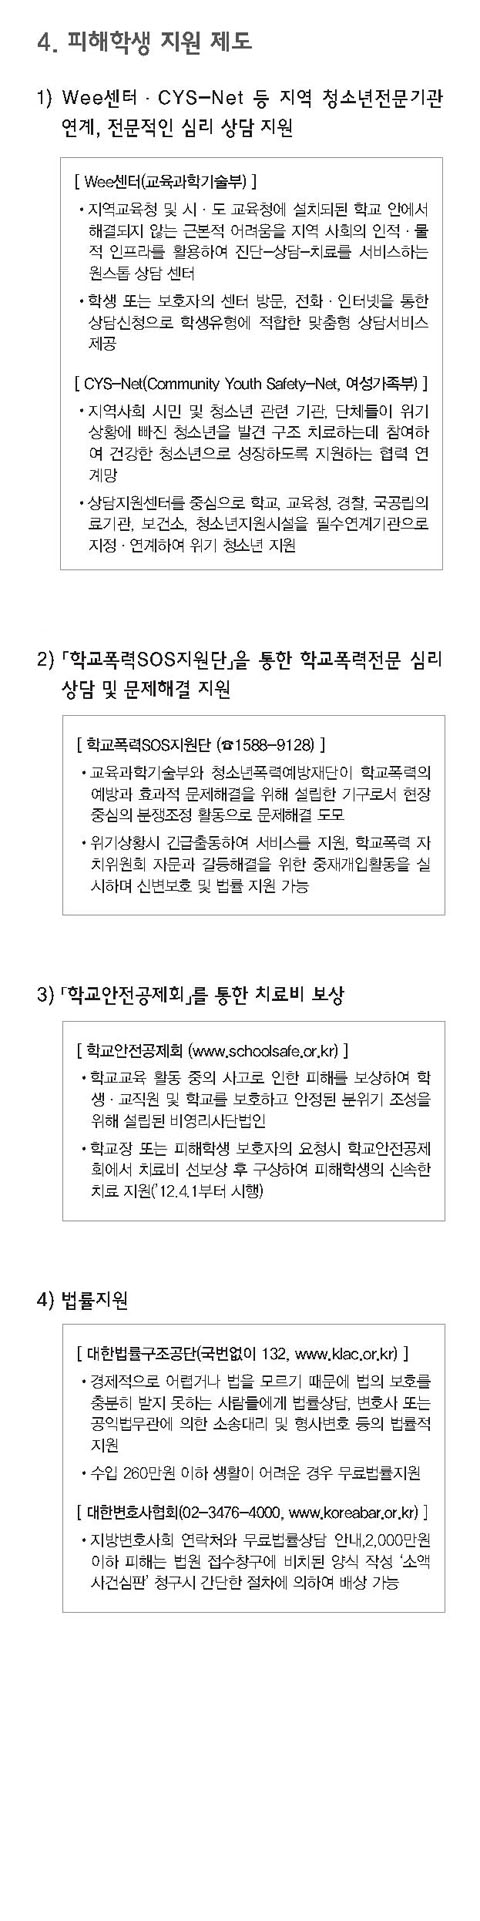 4. 피해학생 지원 제도
1) Wee센터 · CYS-Net 등 지역 청소년전문기관
연계, 전문적인 심리 상담 지원
[ Wee센터(교육과학기술부) ]
• 지역교육청 및 시 · 도 교육청에 설치되된 학교 안에서
해결되지 않는 근본적 어려움을 지역 사회의 인적 · 물
적 인프라를 활용하여 진단-상담-치료를 서비스하는
원스톱 상담 센터
• 학생 또는 보호자의 센터 방문, 전화 · 인터넷을 통한
상담신청으로 학생유형에 적합한 맞춤형 상담서비스
제공
[ CYS-Net(Community Youth Safety-Net, 여성가족부) ]
• 지역사회 시민 및 청소년 관련 기관, 단체들이 위기
상황에 빠진 청소년을 발견 구조 치료하는데 참여하
여 건강한 청소년으로 성장하도록 지원하는 협력 연
계망
• 상담지원센터를 중심으로 학교, 교육청, 경찰, 국공립의
료기관, 보건소, 청소년지원시설을 필수연계기관으로
지정 · 연계하여 위기 청소년 지원
2) 「학교폭력SOS지원단」을 통한 학교폭력전문 심리
상담 및 문제해결 지원
[ 학교폭력SOS지원단 (☎1588-9128) ]
• 교육과학기술부와 청소년폭력예방재단이 학교폭력의
예방과 효과적 문제해결을 위해 설립한 기구로서 현장
중심의 분쟁조정 활동으로 문제해결 도모
• 위기상황시 긴급출동하여 서비스를 지원, 학교폭력 자
치위원회 자문과 갈등해결을 위한 중재개입활동을 실
시하며 신변보호 및 법률 지원 가능
3) 「학교안전공제회」를 통한 치료비 보상
[ 학교안전공제회 (www.schoolsafe.or.kr) ]
• 학교교육 활동 중의 사고로 인한 피해를 보상하여 학
생 · 교직원 및 학교를 보호하고 안정된 분위기 조성을
위해 설립된 비영리사단법인
• 학교장 또는 피해학생 보호자의 요청시 학교안전공제
회에서 치료비 선보상 후 구상하여 피해학생의 신속한
치료 지원('12.4.1부터 시행)
4) 법률지원
[ 대한법률구조공단(국번없이 132, www.klac.or.kr) ]
• 경제적으로 어렵거나 법을 모르기 때문에 법의 보호를
충분히 받지 못하는 사람들에게 법률상담, 변호사 또는
공익법무관에 의한 소송대리 및 형사변호 등의 법률적
지원
• 수입 260만원 이하 생활이 어려운 경우 무료법률지원
[ 대한변호사협회(02-3476-4000, www.koreabar.or.kr) ]
• 지방변호사회 연락처와 무료법률상담 안내,2,000만원
이하 피해는 법원 접수창구에 비치된 양식 작성 '소액
사건심판' 청구시 간단한 절차에 의하여 배상 가능